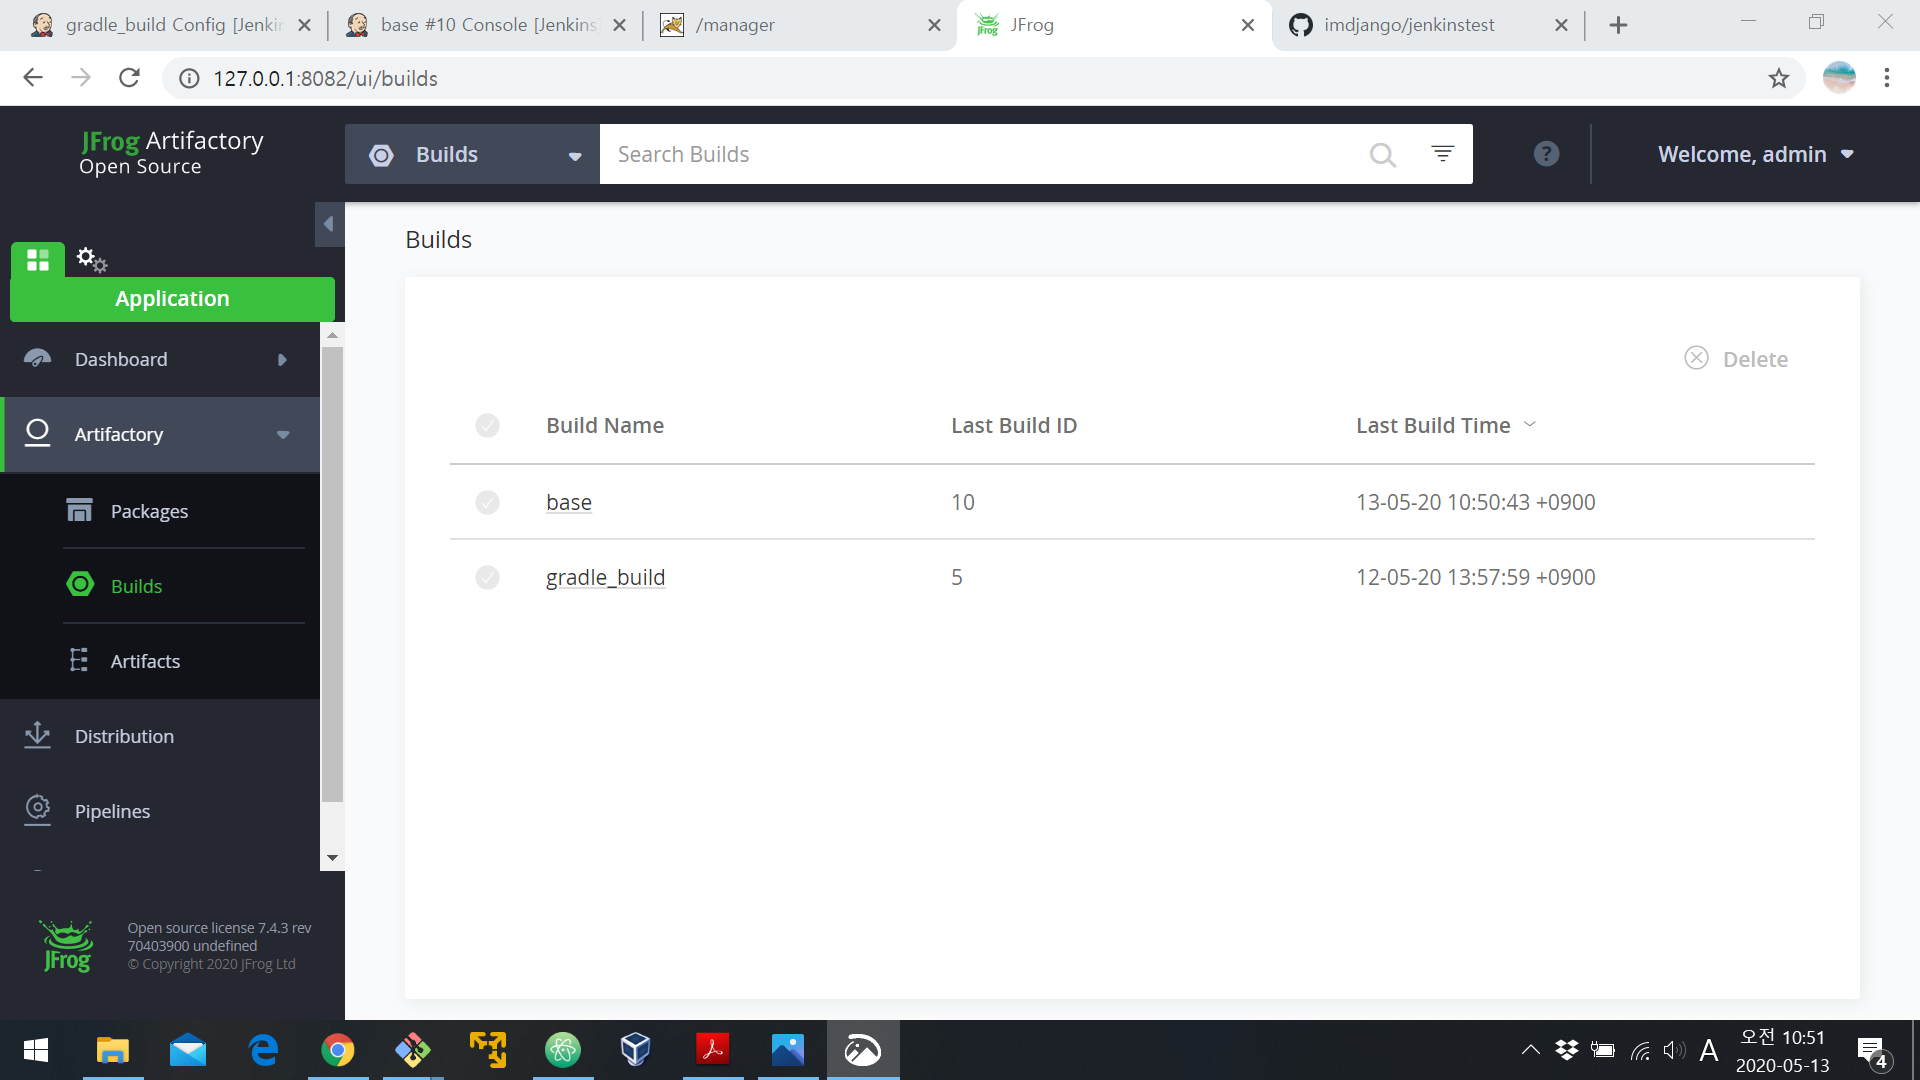 gradle_build Config [Jenki
base #10 Console [Jenkins
/manager
JFrog
imdjango/jenkinstest
127.0.0.1:8082/ui/builds
JFrog Artifactory
Open Source
Builds
Search Builds
?
Welcome, admin
Builds
Application
Delete
Dashboard
Build Name
Last Build ID
Last Build Time
Artifactory
base
10
13-05-20 10:50:43 +0900
Packages
gradle_build
5
12-05-20 13:57:59 +0900
Builds
Artifacts
Distribution
Pipelines
JFrog
Open source license 7.4.3 rev
70403900 undefined
© Copyright 2020 JFrog Ltd
A
오전 10:51
2020-05-13
4